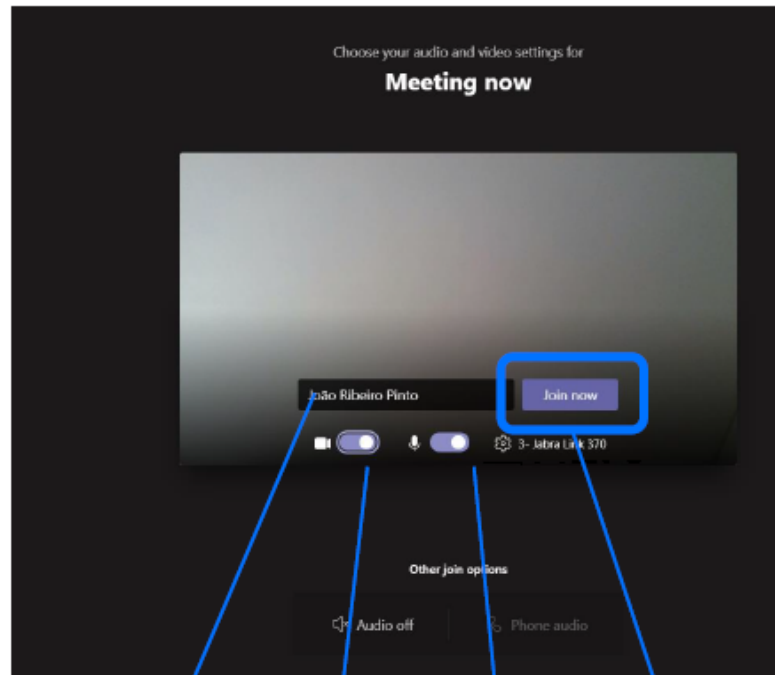 Choose your audio and video settings for
Meeting now
João Ribeiro Pinto
Join now
3- Jabra Link 370
Other join options
Audio off
Phone audio